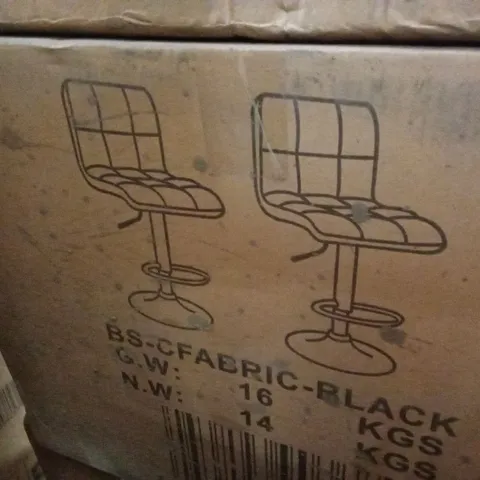 BS-CFABRIC-BLACK
G.W: 16 KGS
N.W: 14 KGS